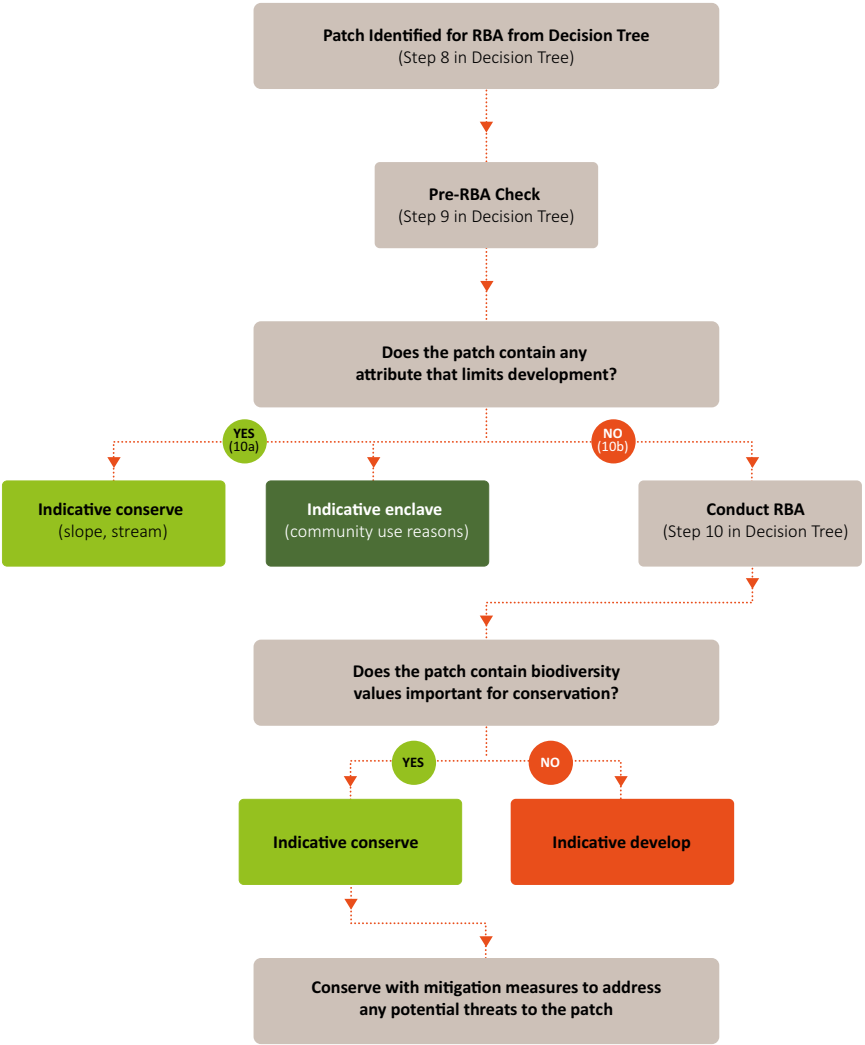 Patch Identified for RBA from Decision Tree
(Step 8 in Decision Tree)
Pre-RBA Check
(Step 9 in Decision Tree)
Does the patch contain any
attribute that limits development?
YES
(10a)
NO
(10b)
Indicative conserve
(slope, stream)
Indicative enclave
(community use reasons)
Conduct RBA
(Step 10 in Decision Tree)
Does the patch contain biodiversity
values important for conservation?
YES
NO
Indicative conserve
Indicative develop
Conserve with mitigation measures to address
any potential threats to the patch